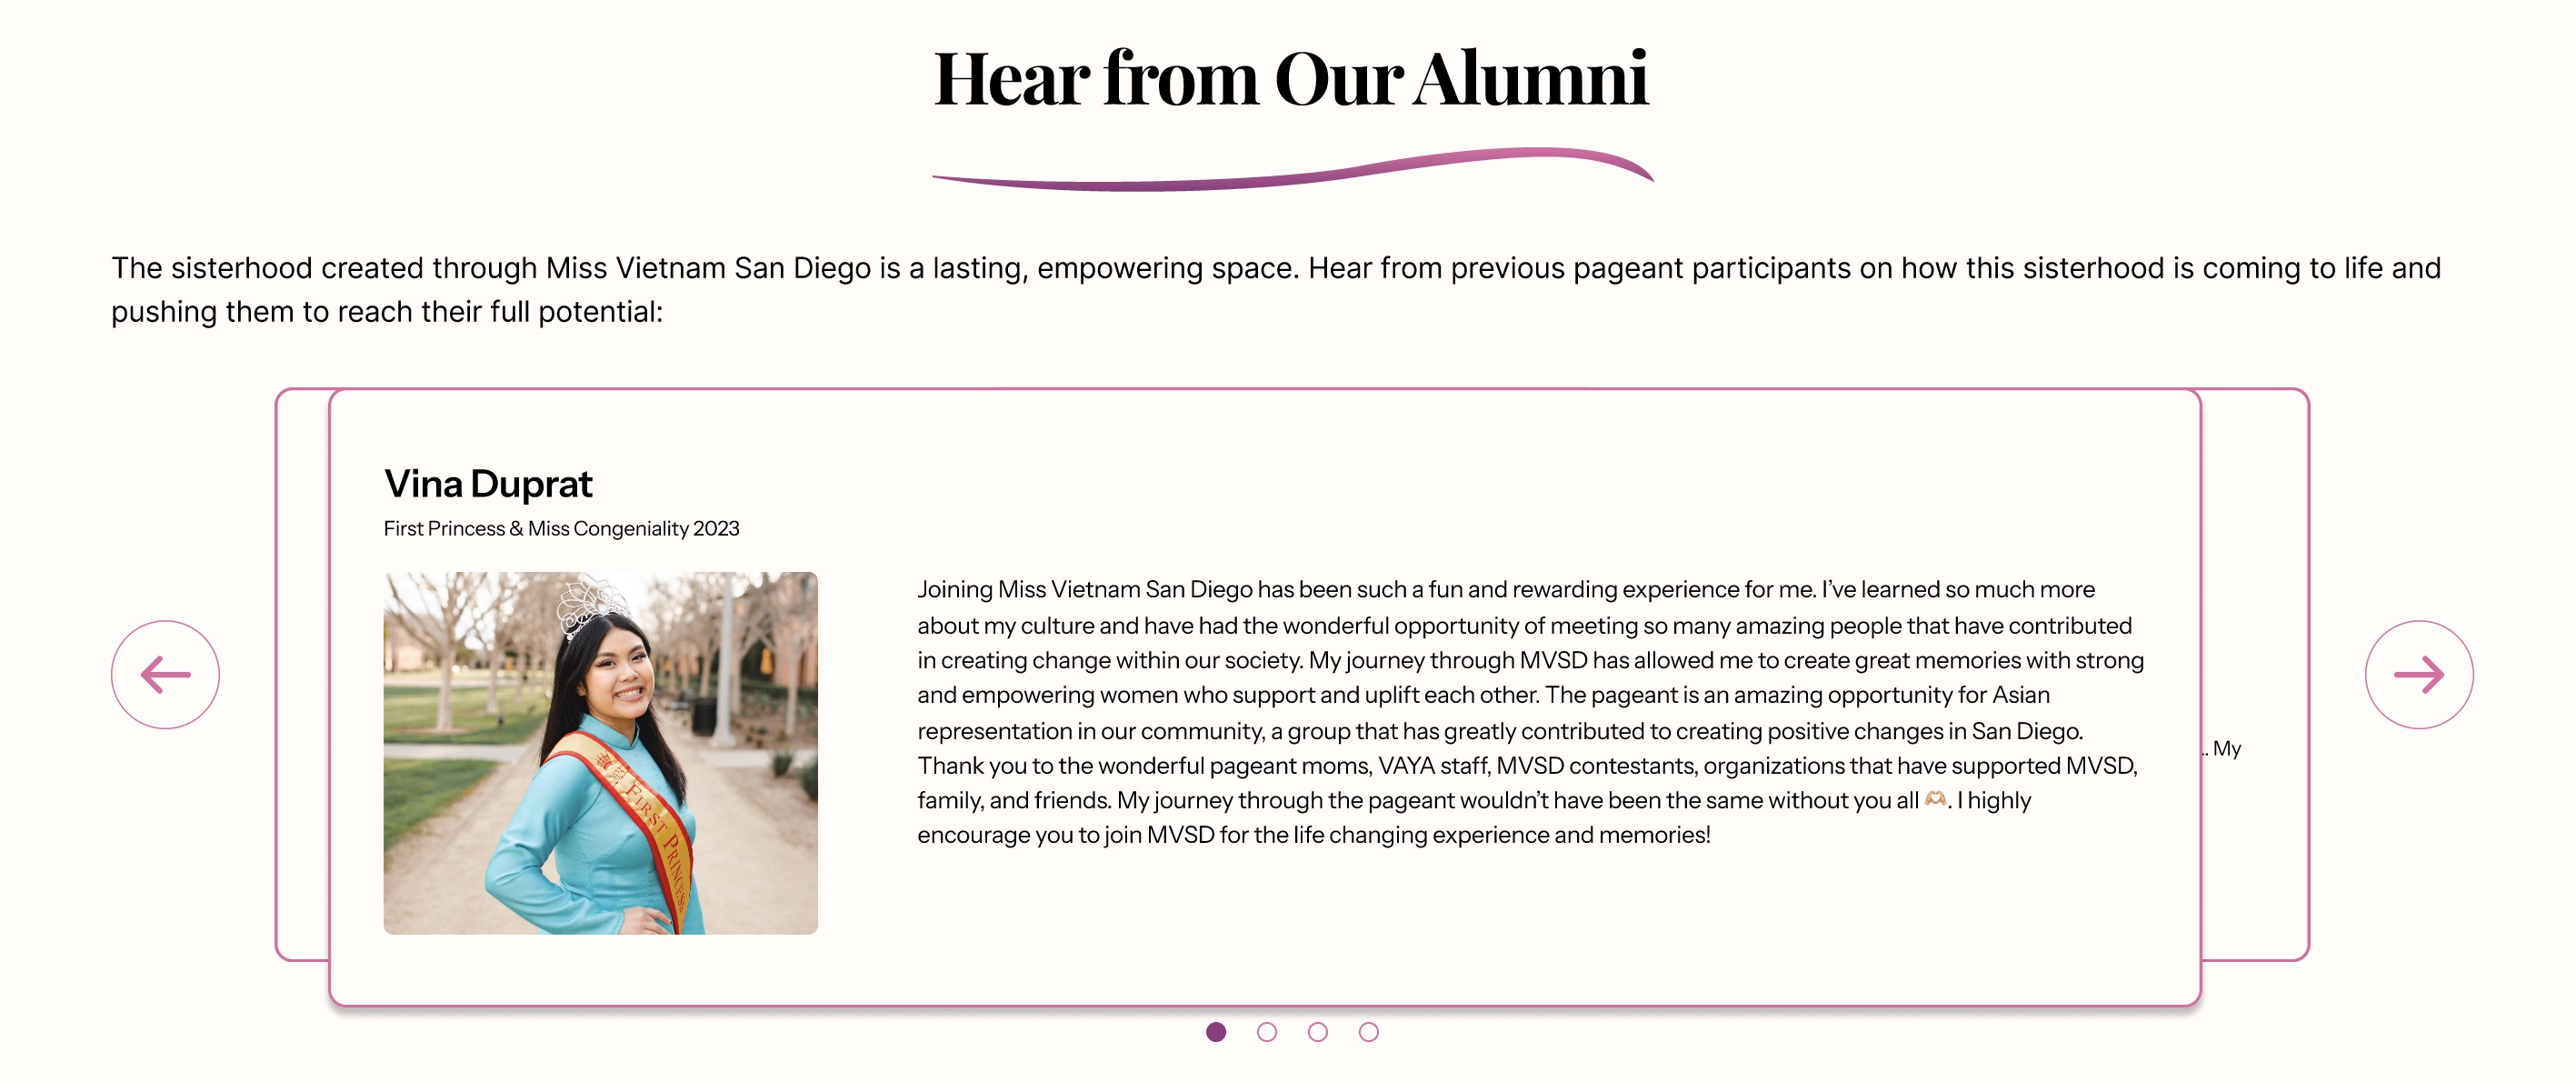 Hear from Our Alumni
The sisterhood created through Miss Vietnam San Diego is a lasting, empowering space. Hear from previous pageant participants on how this sisterhood is coming to life and
pushing them to reach their full potential:
Vina Duprat
First Princess & Miss Congeniality 2023
2023
FIRST PRINCESS
Joining Miss Vietnam San Diego has been such a fun and rewarding experience for me. I’ve learned so much more
about my culture and have had the wonderful opportunity of meeting so many amazing people that have contributed
in creating change within our society. My journey through MVSD has allowed me to create great memories with strong
and empowering women who support and uplift each other. The pageant is an amazing opportunity for Asian
representation in our community, a group that has greatly contributed to creating positive changes in San Diego.
Thank you to the wonderful pageant moms, VAYA staff, MVSD contestants, organizations that have supported MVSD,
family, and friends. My journey through the pageant wouldn’t have been the same without you all 🫶🏼. I highly
encourage you to join MVSD for the life changing experience and memories!
.. My